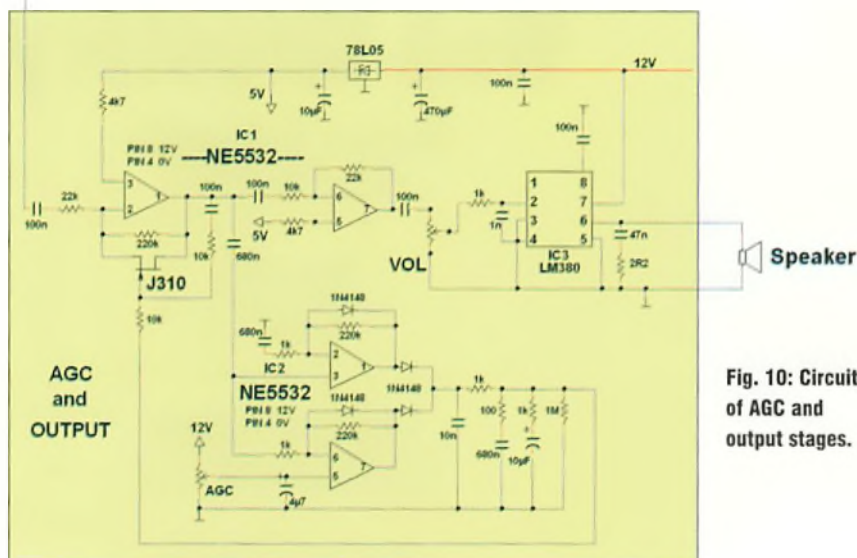 78L05
12V
100n
4k7
5V
10µF
470µF
100n
IC1
PIN 8 12V
PIN 4 0V
NE5532
22k
8
1
2
3
4
7
6
5
3
2
1
100n
100n
10k
6
5
7
100n
1k
1n
47n
22k
100n
220k
10k
5V
4k7
VOL
IC3
LM380
2R2
Speaker
J310
680n
10k
1N4148
680n
1k
220k
2
3
1
IC2
1N4148
1N4148
1k
NE5532
PIN 8 12V
PIN 4 0V
AGC
and
OUTPUT
220k
100
1k
1M
12V
1k
6
5
7
10n
680n
10µF
AGC
4µ7
Fig. 10: Circuit
of AGC and
output stages.